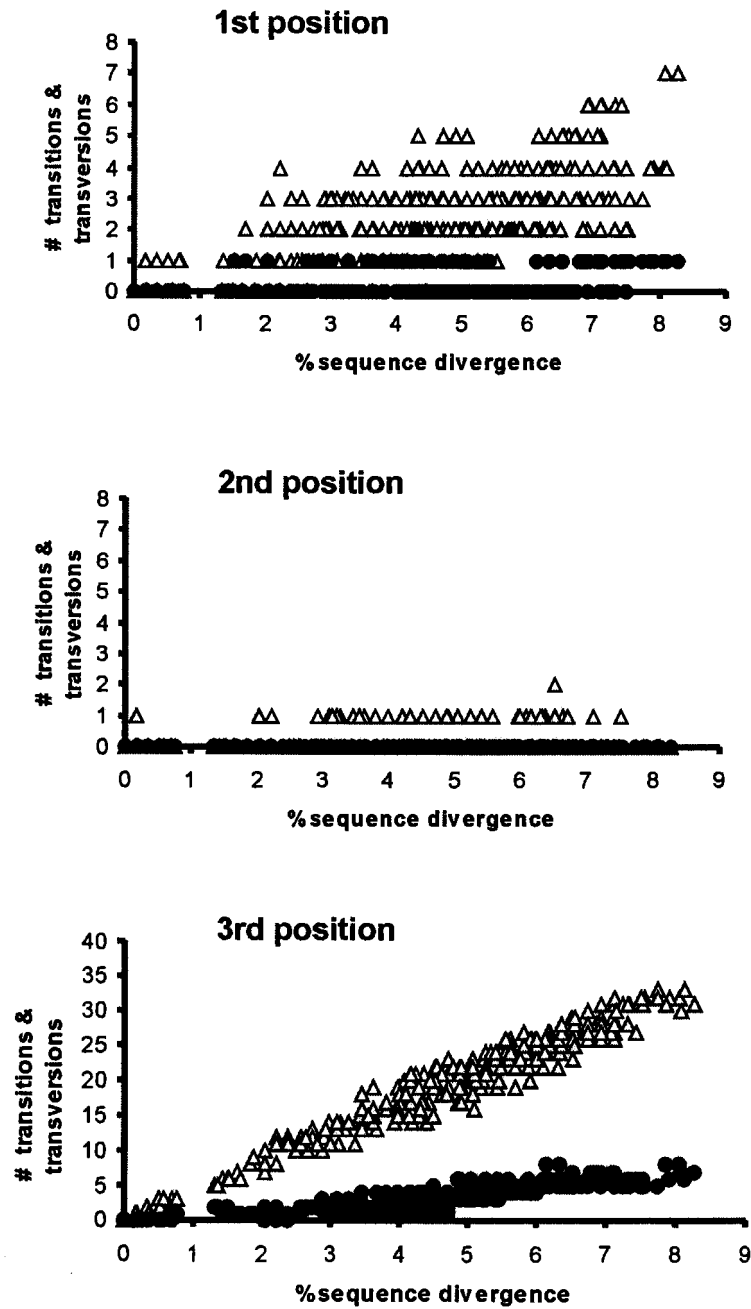 1st position
# transitions &
transversions
8
7
6
5
4
3
2
1
0
0 1 2 3 4 5 6 7 8 9
% sequence divergence
2nd position
# transitions &
transversions
8
7
6
5
4
3
2
1
0
0 1 2 3 4 5 6 7 8 9
% sequence divergence
3rd position
# transitions &
transversions
40
35
30
25
20
15
10
5
0
0 1 2 3 4 5 6 7 8 9
% sequence divergence